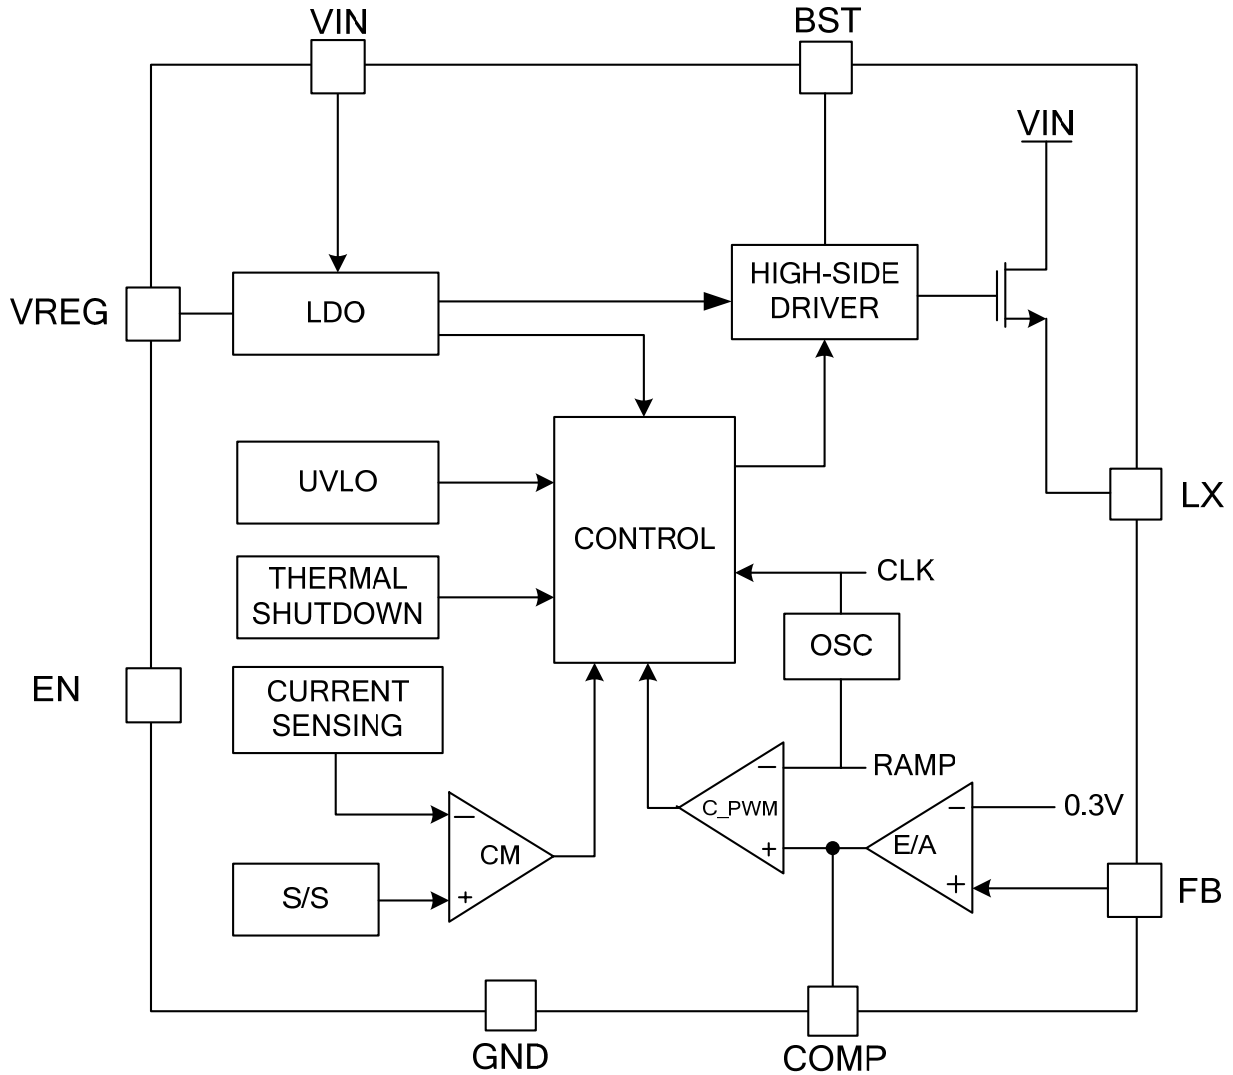 VIN
BST
VIN
HIGH-SIDE
DRIVER
VREG
LDO
UVLO
LX
CONTROL
THERMAL
SHUTDOWN
CLK
OSC
EN
CURRENT
SENSING
RAMP
−
C_PWM
+
−
0.3V
E/A
+
−
CM
+
S/S
FB
GND
COMP